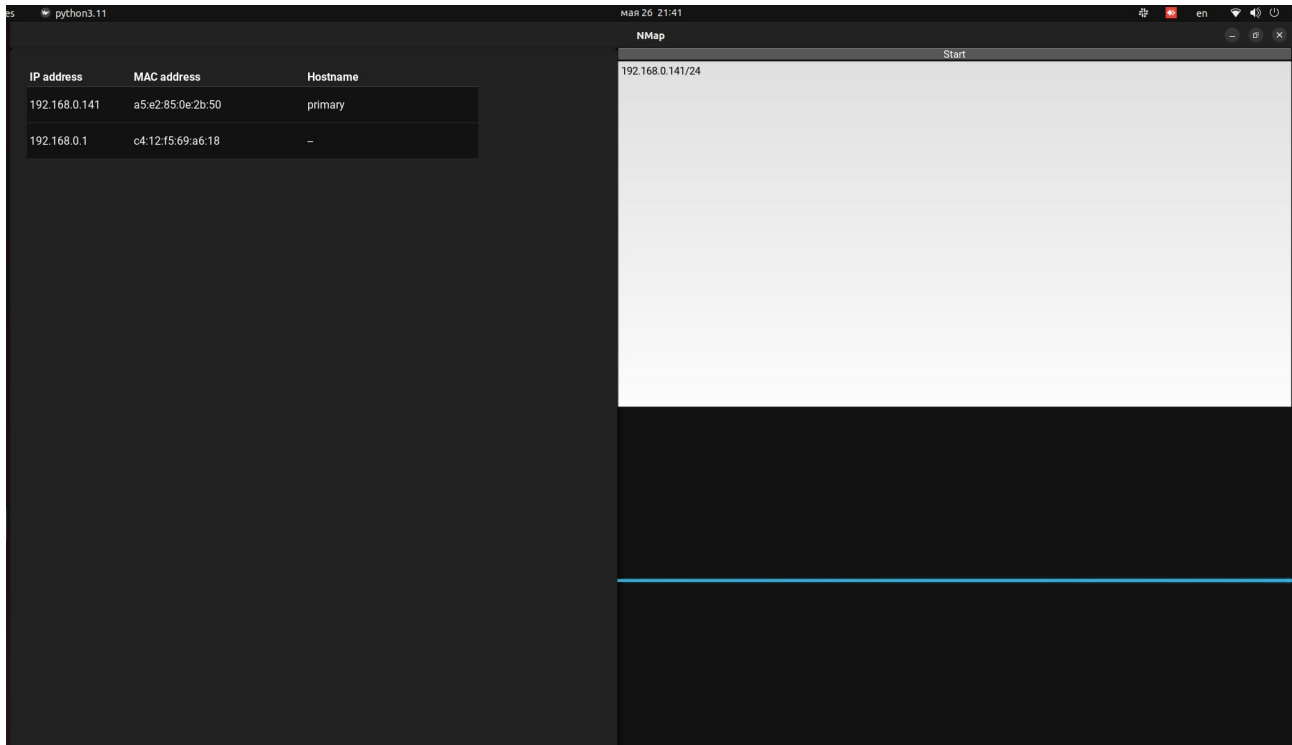 es python3.11 мая 26 21:41 en
NMap
Start
192.168.0.141/24
IP address MAC address Hostname
192.168.0.141 a5:e2:85:0e:2b:50 primary
192.168.0.1 c4:12:f5:69:a6:18 –